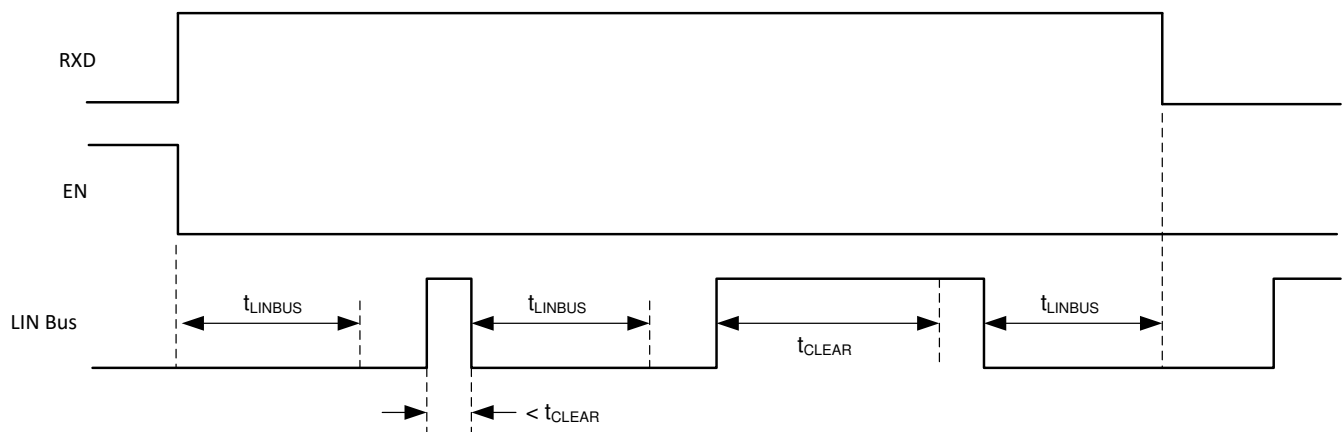 RXD
EN
LIN Bus
tLINBUS
tLINBUS
tCLEAR
tLINBUS
< tCLEAR